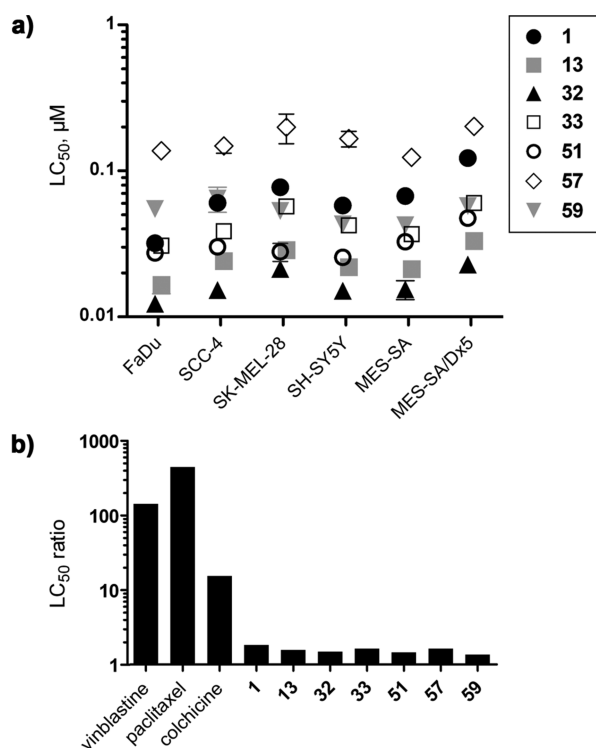 a)
LC50, μM
1
0.1
0.01
FaDu
SCC-4
SK-MEL-28
SH-SY5Y
MES-SA
MES-SA/Dx5
1
13
32
33
51
57
59
b)
LC50 ratio
1000
100
10
1
vinblastine
paclitaxel
colchicine
1
13
32
33
51
57
59